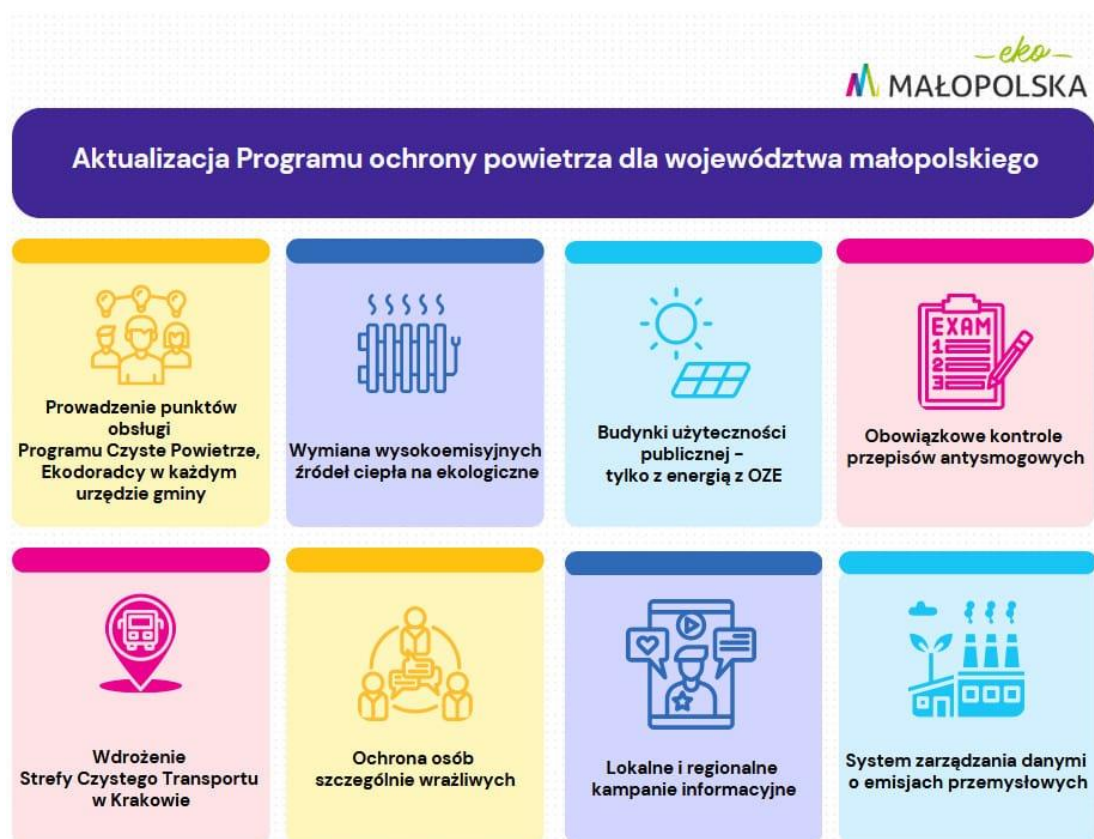 eko
MAŁOPOLSKA
Aktualizacja Programu ochrony powietrza dla województwa małopolskiego
Prowadzenie punktów
obsługi
Programu Czyste Powietrze,
Ekodoradcy w każdym
urzędzie gminy
Wymiana wysokoemisyjnych
źródeł ciepła na ekologiczne
Budynki użyteczności
publicznej –
tylko z energią z OZE
EXAM
1
2
3
Obowiązkowe kontrole
przepisów antysmogowych
Wdrożenie
Strefy Czystego Transportu
w Krakowie
Ochrona osób
szczególnie wrażliwych
Lokalne i regionalne
kampanie informacyjne
System zarządzania danymi
o emisjach przemysłowych